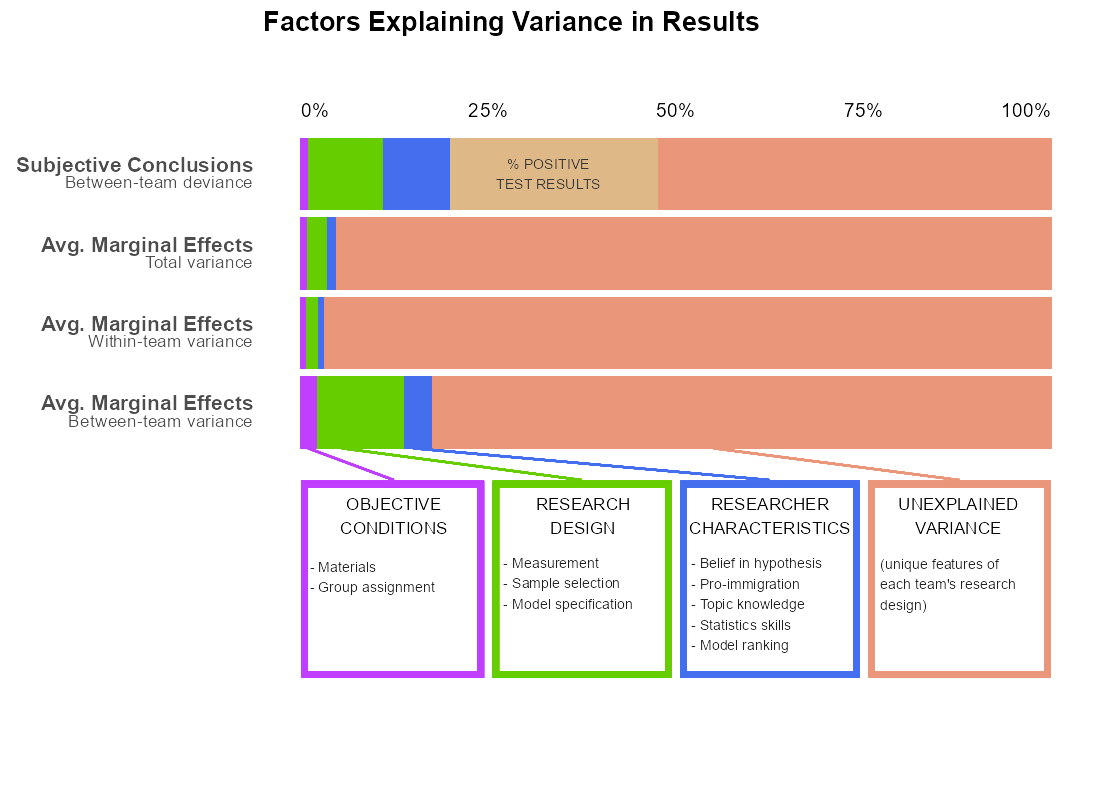 Factors Explaining Variance in Results
0% 25% 50% 75% 100%
Subjective Conclusions
Between-team deviance
% POSITIVE
TEST RESULTS
Avg. Marginal Effects
Total variance
Avg. Marginal Effects
Within-team variance
Avg. Marginal Effects
Between-team variance
OBJECTIVE
CONDITIONS
- Materials
- Group assignment
RESEARCH
DESIGN
- Measurement
- Sample selection
- Model specification
RESEARCHER
CHARACTERISTICS
- Belief in hypothesis
- Pro-immigration
- Topic knowledge
- Statistics skills
- Model ranking
UNEXPLAINED
VARIANCE
(unique features of
each team's research
design)